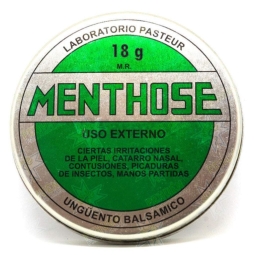 LABORATORIO PASTEUR
18 g
M.R.
MENTHOSE
USO EXTERNO
CIERTAS IRRITACIONES
DE LA PIEL, CATARRO NASAL,
CONTUSIONES, PICADURAS
DE INSECTOS, MANOS PARTIDAS
UNGÜENTO BALSAMICO